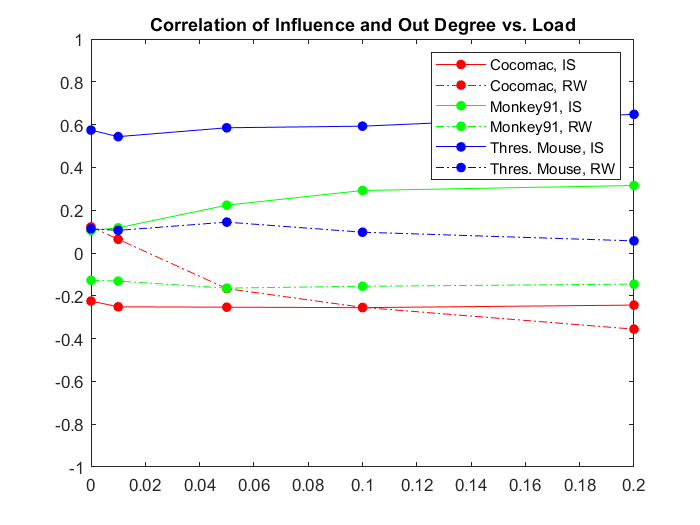 Correlation of Influence and Out Degree vs. Load
1
0.8
0.6
0.4
0.2
0
-0.2
-0.4
-0.6
-0.8
-1
0 0.02 0.04 0.06 0.08 0.1 0.12 0.14 0.16 0.18 0.2
Cocomac, IS
Cocomac, RW
Monkey91, IS
Monkey91, RW
Thres. Mouse, IS
Thres. Mouse, RW